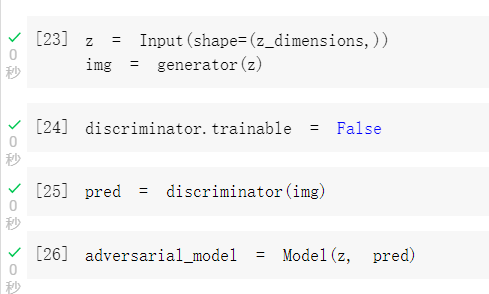 [23] z = Input(shape=(z_dimensions,))
0
秒
img = generator(z)
[24] discriminator.trainable = False
0
秒
[25] pred = discriminator(img)
0
秒
[26] adversarial_model = Model(z, pred)
0
秒